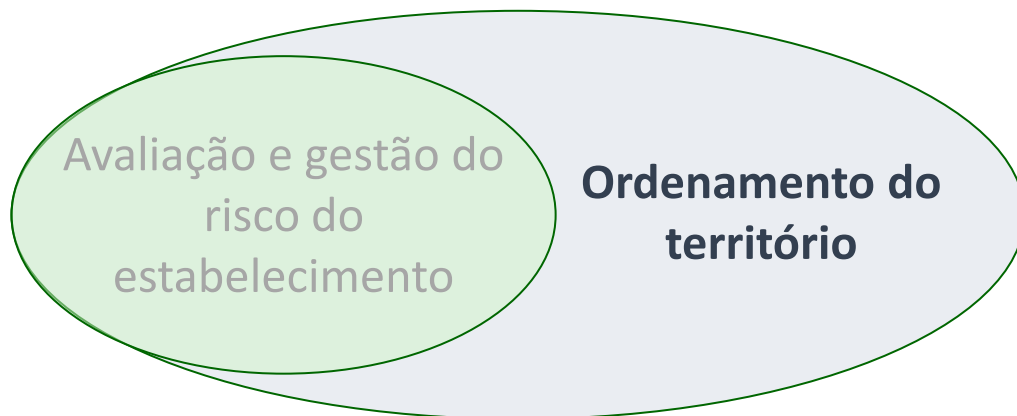 Avaliação e gestão do
risco do
estabelecimento
Ordenamento do
território